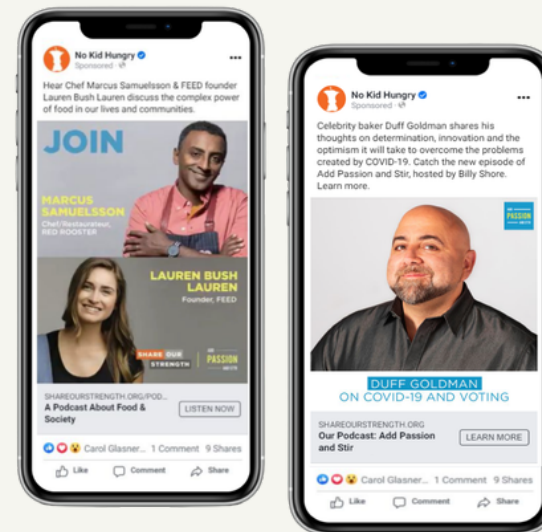 No Kid Hungry
Sponsored ·
Hear Chef Marcus Samuelsson & FEED founder
Lauren Bush Lauren discuss the complex power
of food in our lives and communities.
JOIN
MARCUS
SAMUELSSON
Chef/Restaurateur,
RED ROOSTER
LAUREN BUSH
LAUREN
Founder, FEED
SHARE OUR
STRENGTH
PASSION
SHAREOURSTRENGTH.ORG/POD...
A Podcast About Food &
Society
LISTEN NOW
Carol Glasner... 1 Comment 9 Shares
Like Comment Share
No Kid Hungry
Sponsored ·
Celebrity baker Duff Goldman shares his
thoughts on determination, innovation and the
optimism it will take to overcome the problems
created by COVID-19. Catch the new episode of
Add Passion and Stir, hosted by Billy Shore.
Learn more.
PASSION
DUFF GOLDMAN
ON COVID-19 AND VOTING
SHAREOURSTRENGTH.ORG
Our Podcast: Add Passion
and Stir
LEARN MORE
Carol Glasner... 1 Comment 9 Shares
Like Comment Share